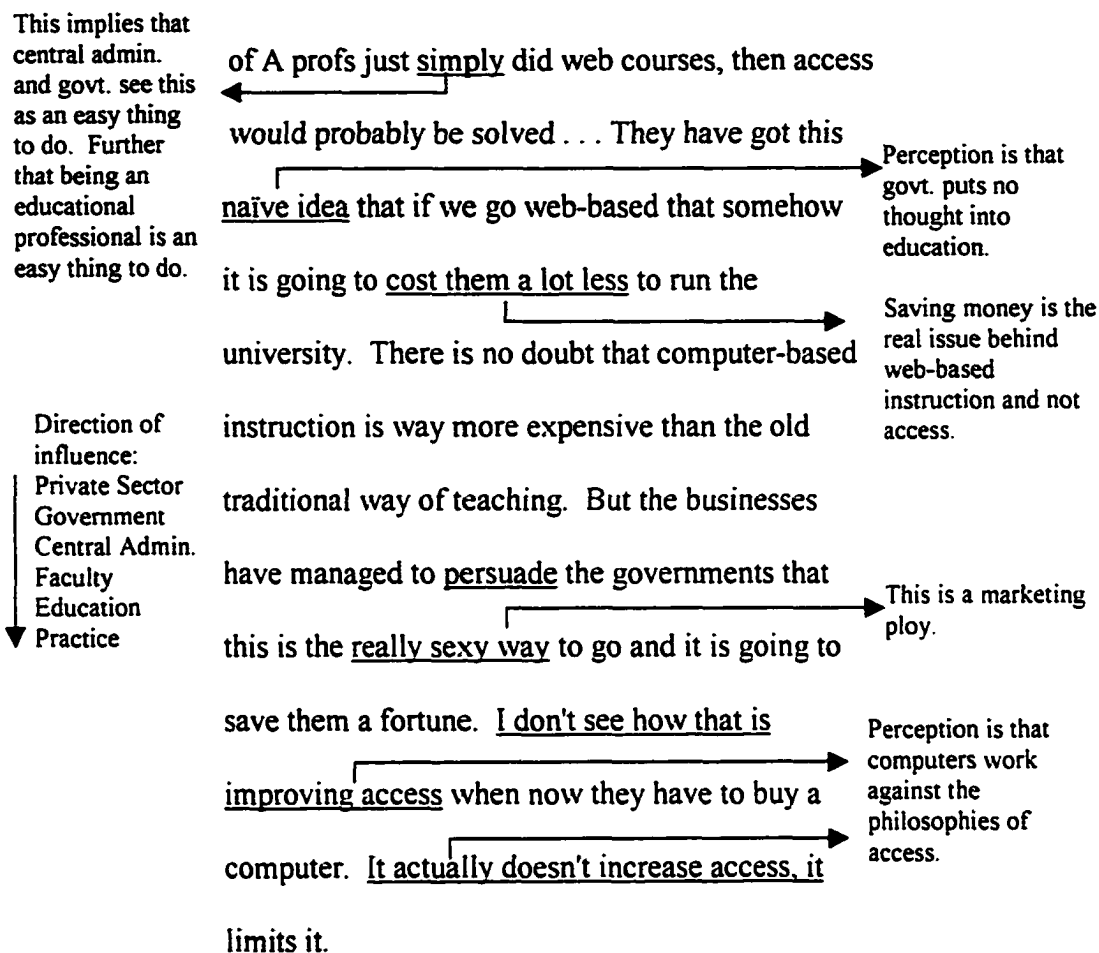 This implies that
central admin.
and govt. see this
as an easy thing
to do.  Further
that being an
educational
professional is an
easy thing to do.
of A profs just simply did web courses, then access
would probably be solved . . . They have got this
naïve idea that if we go web-based that somehow
it is going to cost them a lot less to run the
university.  There is no doubt that computer-based
instruction is way more expensive than the old
traditional way of teaching.  But the businesses
have managed to persuade the governments that
this is the really sexy way to go and it is going to
save them a fortune.  I don't see how that is
improving access when now they have to buy a
computer.  It actually doesn't increase access, it
limits it.
Direction of
influence:
Private Sector
Government
Central Admin.
Faculty
Education
Practice
Perception is that
govt. puts no
thought into
education.
Saving money is the
real issue behind
web-based
instruction and not
access.
This is a marketing
ploy.
Perception is that
computers work
against the
philosophies of
access.